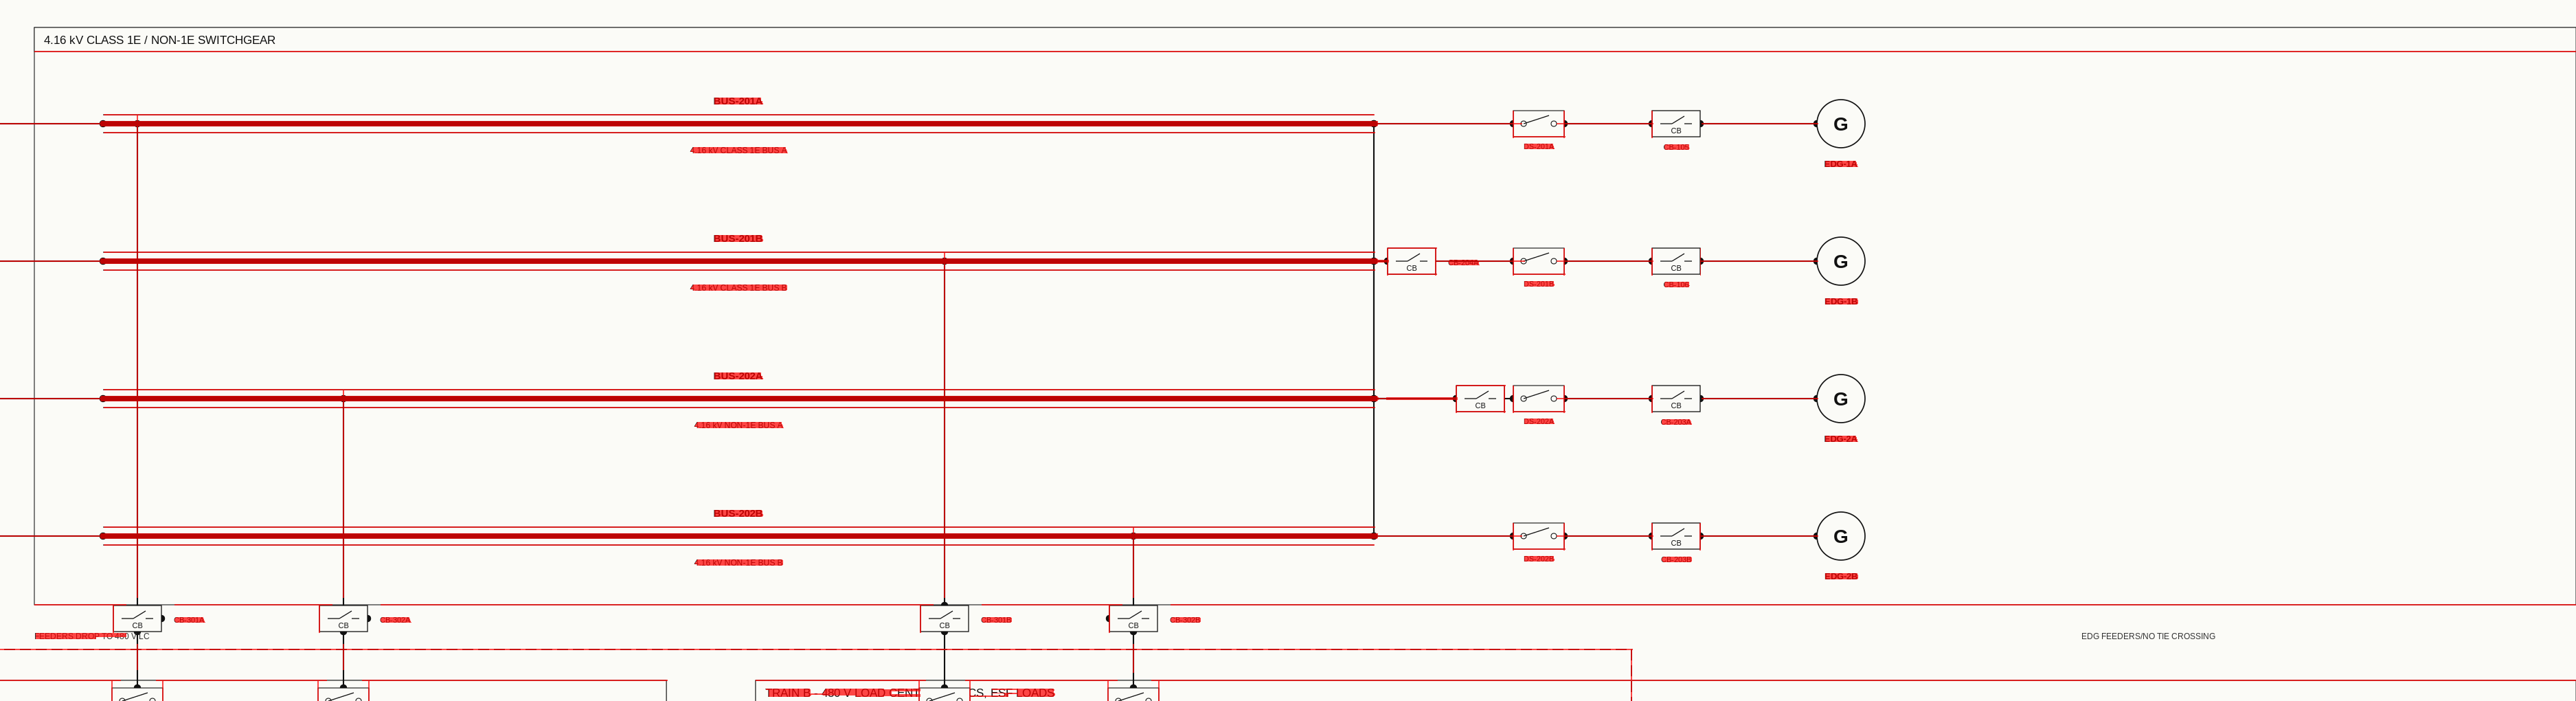 4.16 kV CLASS 1E / NON-1E SWITCHGEAR
BUS-201A
4.16 kV CLASS 1E BUS A
DS-201A
CB
CB-105
G
EDG-1A
BUS-201B
4.16 kV CLASS 1E BUS B
CB
CB-204A
DS-201B
CB
CB-106
G
EDG-1B
BUS-202A
4.16 kV NON-1E BUS A
CB
DS-202A
CB
CB-203A
G
EDG-2A
BUS-202B
4.16 kV NON-1E BUS B
DS-202B
CB
CB-203B
G
EDG-2B
CB
CB-301A
CB
CB-302A
CB
CB-301B
CB
CB-302B
FEEDERS DROP TO 480 V LC
EDG FEEDERS/NO TIE CROSSING
TRAIN B - 480 V LOAD CENT CS, ESF LOADS